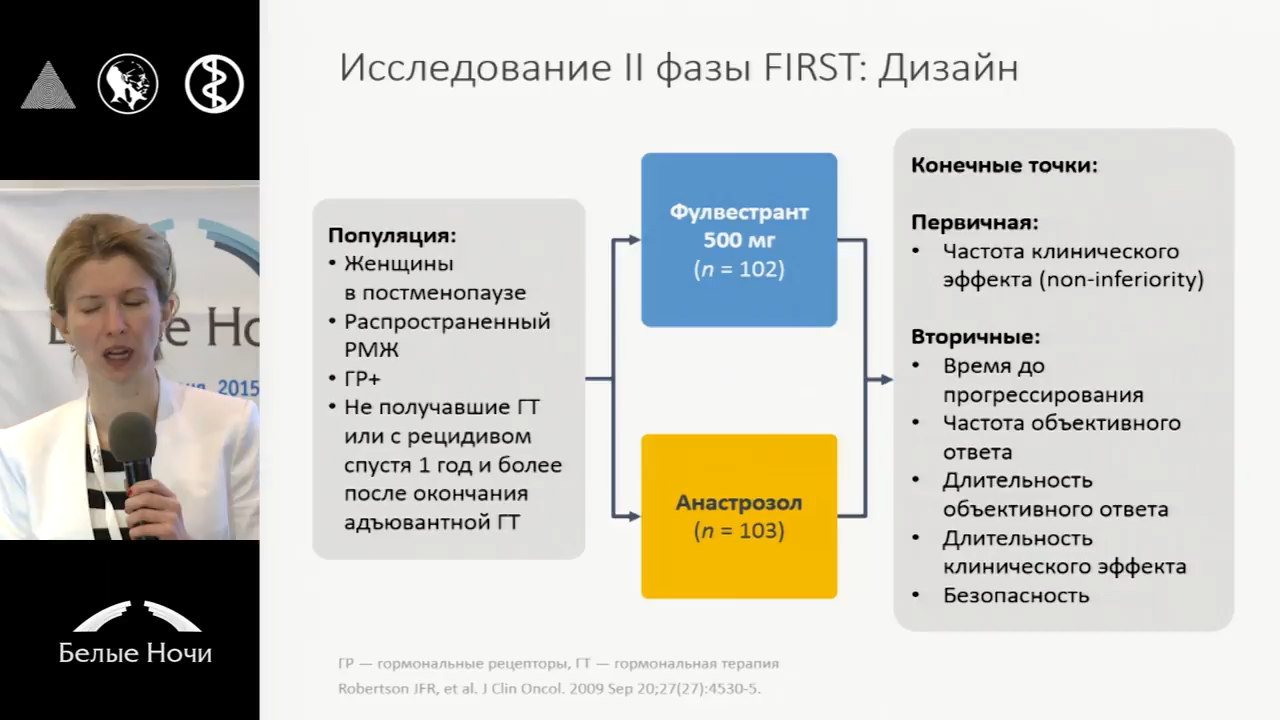 Исследование II фазы FIRST: Дизайн
Популяция:
• Женщины
в постменопаузе
• Распространенный
РМЖ
• ГР+
• Не получавшие ГТ
или с рецидивом
спустя 1 год и более
после окончания
адъювантной ГТ
Фулвестрант
500 мг
(n = 102)
Анастрозол
(n = 103)
Конечные точки:
Первичная:
• Частота клинического
эффекта (non-inferiority)
Вторичные:
• Время до
прогрессирования
• Частота объективного
ответа
• Длительность
объективного ответа
• Длительность
клинического эффекта
• Безопасность
ГР — гормональные рецепторы, ГТ — гормональная терапия
Robertson JFR, et al. J Clin Oncol. 2009 Sep 20;27(27):4530-5.
2015
Белые Ночи